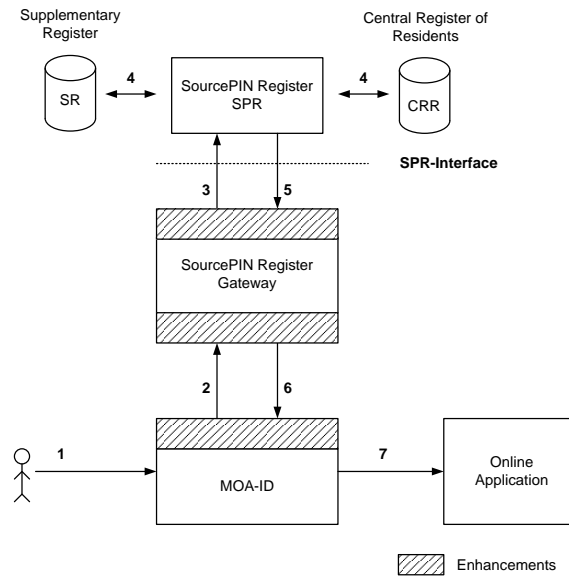 Supplementary
Register
Central Register of
Residents
SR
4
SourcePIN Register
SPR
4
CRR
SPR-Interface
3
5
SourcePIN Register
Gateway
2
6
1
MOA-ID
7
Online
Application
Enhancements